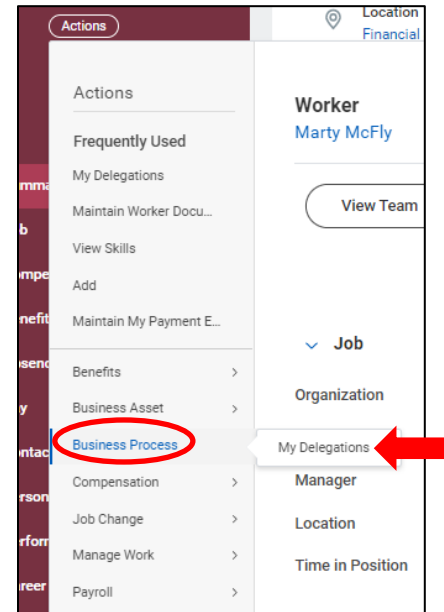 Actions
Location
Financial
Actions
Frequently Used
My Delegations
Maintain Worker Docu...
View Skills
Add
Maintain My Payment E...
Benefits
Business Asset
Business Process
Compensation
Job Change
Manage Work
Payroll
Worker
Marty McFly
View Team
Job
Organization
My Delegations
Manager
Location
Time in Position